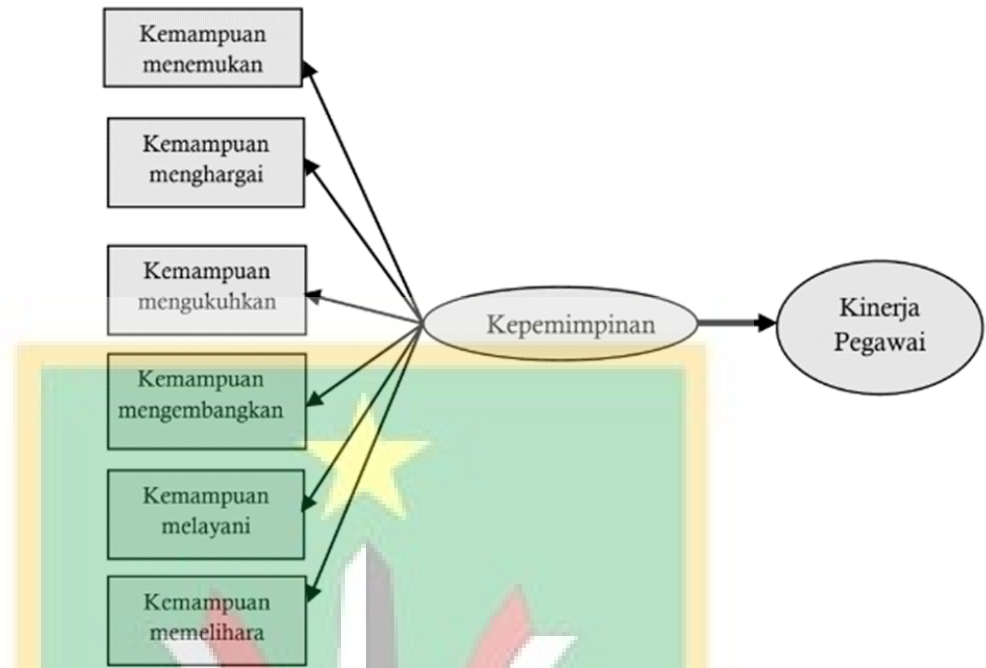 Kemampuan
menemukan
Kemampuan
menghargai
Kemampuan
mengukuhkan
Kemampuan
mengembangkan
Kemampuan
melayani
Kemampuan
memelihara
Kepemimpinan
Kinerja
Pegawai